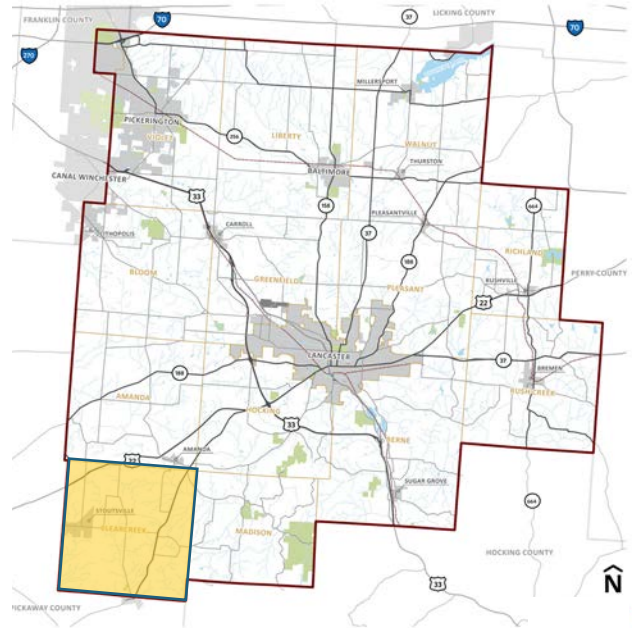 FRANKLIN COUNTY
70
37
LICKING COUNTY
70
270
MILLERSPORT
PICKERINGTON
VIOLET
256
LIBERTY
WALNUT
THURSTON
BALTIMORE
CANAL WINCHESTER
33
158
PLEASANTVILLE
664
CARROLL
37
LITHOPOLIS
RICHLAND
188
BLOOM
GREENFIELD
PERRY COUNTY
RUSHVILLE
PLEASANT
22
LANCASTER
37
188
BREMEN
RUSH CREEK
AMANDA
HOCKING
33
BERNE
AMANDA
22
SUGAR GROVE
664
STOUTSVILLE
CLEARCREEK
MADISON
HOCKING COUNTY
33
N
PICKAWAY COUNTY